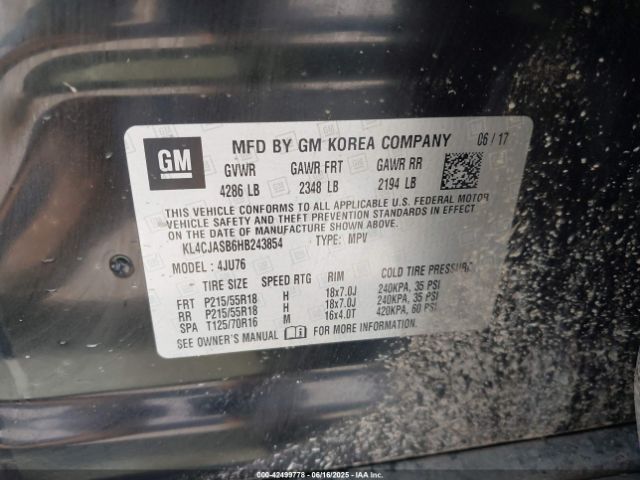 GM
MFD BY GM KOREA COMPANY 06 / 17
GVWR GAWR FRT GAWR RR
4286 LB 2348 LB 2194 LB
THIS VEHICLE CONFORMS TO ALL APPLICABLE U.S. FEDERAL MOTOR
VEHICLE SAFETY AND THEFT PREVENTION STANDARDS IN EFFECT ON THE
DATE OF MANUFACTURE SHOWN ABOVE.
KL4CJASB6HB243854 TYPE: MPV
MODEL : 4JU76
TIRE SIZE SPEED RTG RIM COLD TIRE PRESSURE
FRT P215/55R18 H 18x7.0J 240KPA, 35 PSI
RR P215/55R18 H 18x7.0J 240KPA, 35 PSI
SPA T125/70R16 M 16x4.0T 420KPA, 60 PSI
SEE OWNER'S MANUAL FOR MORE INFORMATION
000-42499778 - 06/16/2025 - IAA Inc.